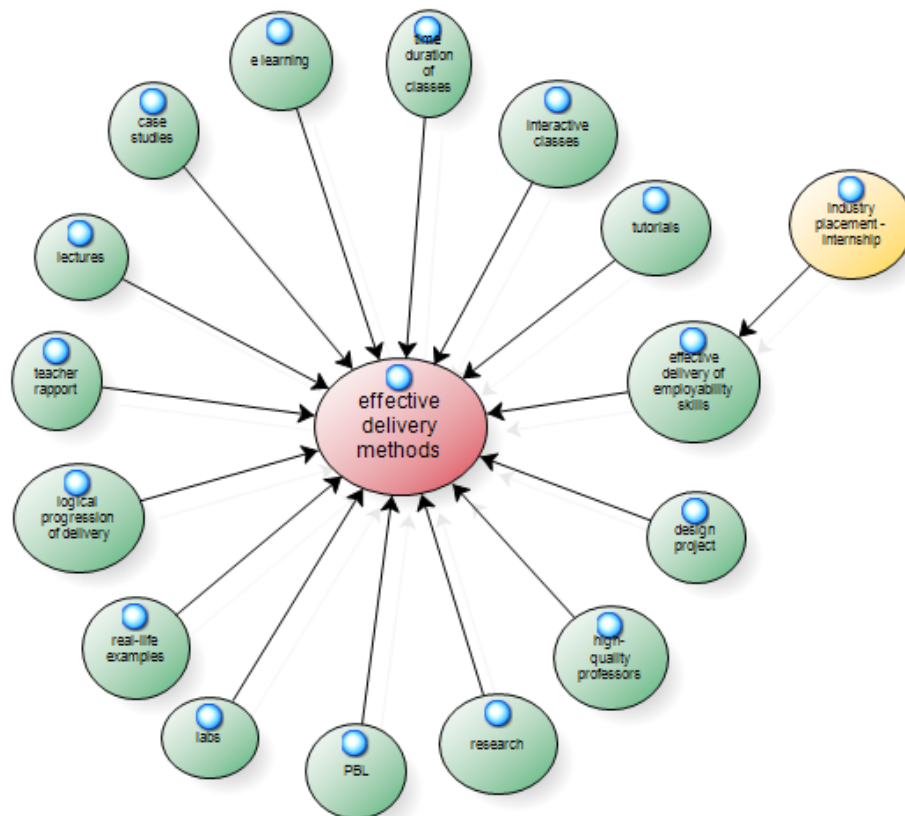 e learning
time
duration
of
classes
case
studies
interactive
classes
tutorials
industry
placement -
internship
lectures
teacher
rapport
effective
delivery of
employability
skills
effective
delivery
methods
logical
progression
of delivery
design
project
real-life
examples
high-
quality
professors
labs
PBL
research